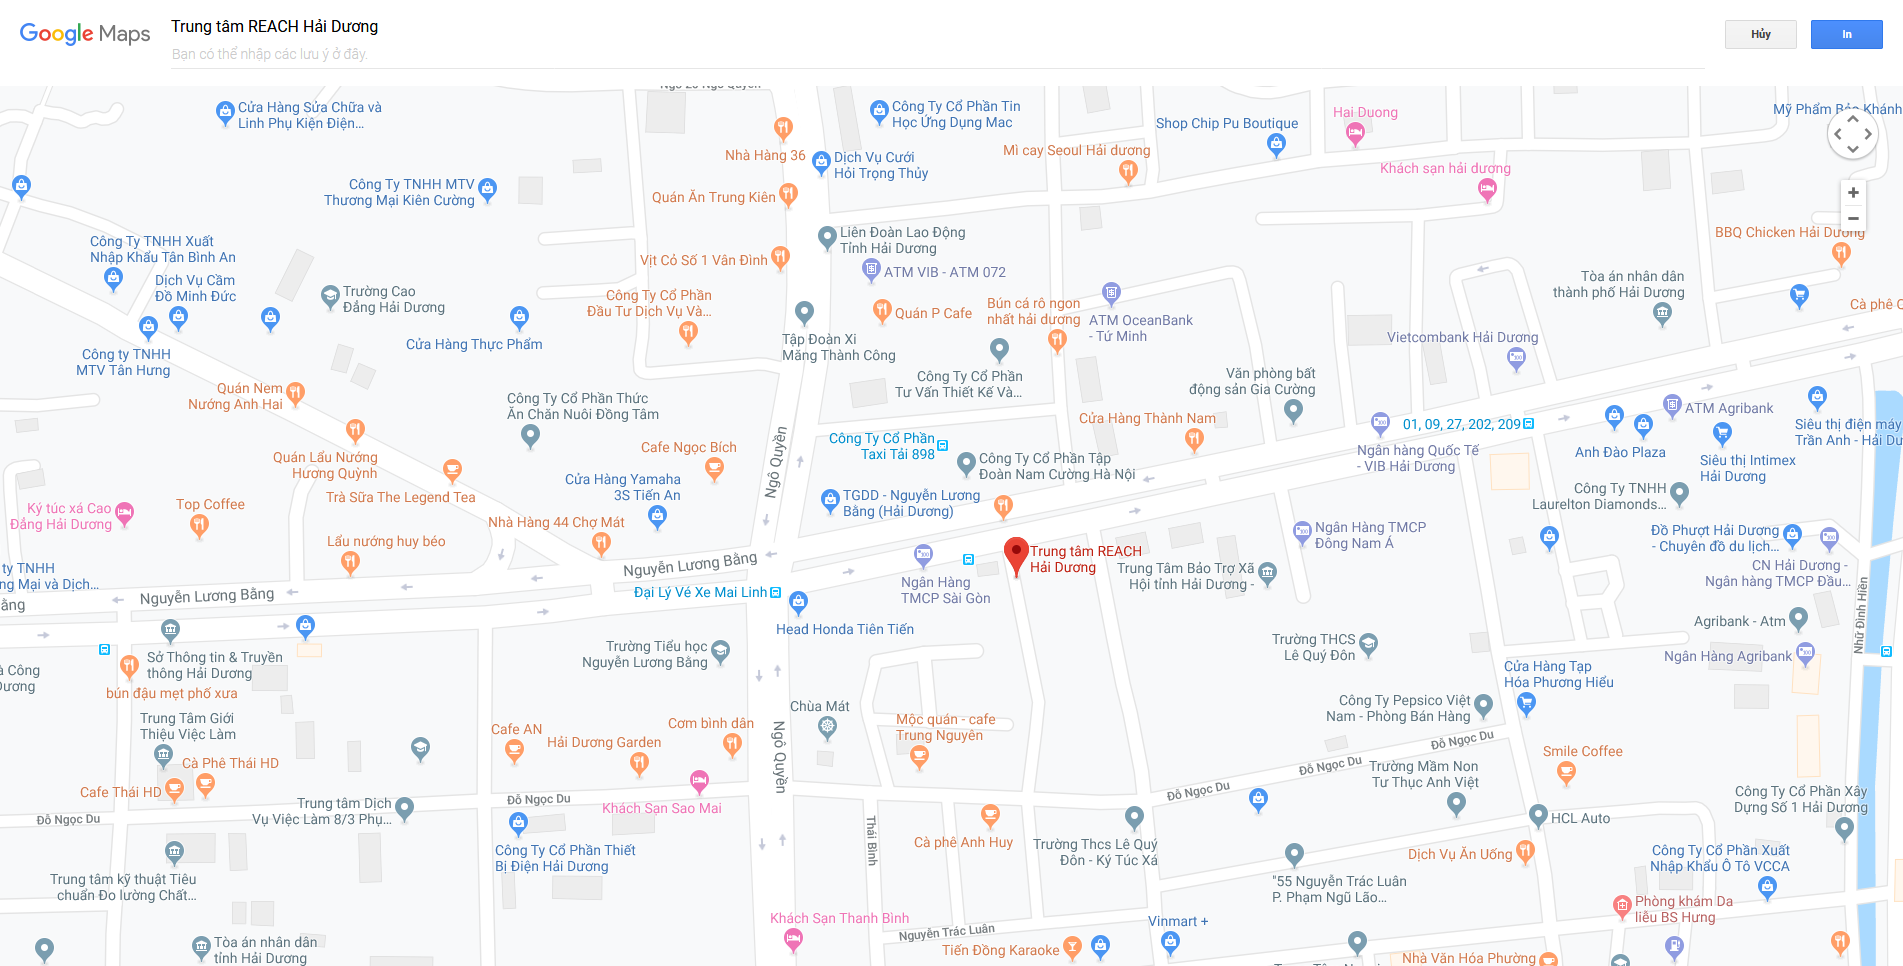 Google Maps
Trung tâm REACH Hải Dương
Bạn có thể nhập các lưu ý ở đây.
Hủy
In
Cửa Hàng Sửa Chữa và
Linh Phụ Kiện Điện...
Công Ty Cổ Phần Tin
Học Ứng Dụng Mac
Shop Chip Pu Boutique
Hai Duong
Mỹ Phẩm Bảo Khánh
Nhà Hàng 36
Dịch Vụ Cưới
Hỏi Trọng Thủy
Mì cay Seoul Hải dương
Khách sạn hải dương
Công Ty TNHH MTV
Thương Mại Kiên Cường
Quán Ăn Trung Kiên
Công Ty TNHH Xuất
Nhập Khẩu Tân Bình An
Liên Đoàn Lao Động
Tỉnh Hải Dương
BBQ Chicken Hải Dương
Vịt Cỏ Số 1 Vân Đình
ATM VIB - ATM 072
Dịch Vụ Cầm
Đồ Minh Đức
Trường Cao
Đẳng Hải Dương
Công Ty Cổ Phần
Đầu Tư Dịch Vụ Và...
Quán P Cafe
Bún cá rô ngon
nhất hải dương
ATM OceanBank
- Tứ Minh
Tòa án nhân dân
thành phố Hải Dương
Cà phê
Công ty TNHH
MTV Tân Hưng
Cửa Hàng Thực Phẩm
Tập Đoàn Xi
Măng Thành Công
Vietcombank Hải Dương
Quán Nem
Nướng Anh Hai
Công Ty Cổ Phần Thức
Ăn Chăn Nuôi Đồng Tâm
Công Ty Cổ Phần
Tư Vấn Thiết Kế Và...
Văn phòng bất
động sản Gia Cường
ATM Agribank
Quán Lẩu Nướng
Hương Quỳnh
Cafe Ngọc Bích
Ngô Quyền
Công Ty Cổ Phần
Taxi Tải 898
Cửa Hàng Thành Nam
01, 09, 27, 202, 209
Anh Đào Plaza
Siêu thị điện máy
Trần Anh - Hải Dư
Siêu thị Intimex
Hải Dương
Công Ty Cổ Phần Tập
Đoàn Nam Cường Hà Nội
Ngân hàng Quốc Tế
- VIB Hải Dương
Ký túc xá Cao
Đẳng Hải Dương
Top Coffee
Trà Sữa The Legend Tea
Cửa Hàng Yamaha
3S Tiến An
TGDD - Nguyễn Lương
Bằng (Hải Dương)
Công Ty TNHH
Laurelton Diamonds...
Nhà Hàng 44 Chợ Mát
Lẩu nướng huy béo
Ngân Hàng TMCP
Đông Nam Á
Đồ Phượt Hải Dương
- Chuyên đồ du lịch...
ty TNHH
ng Mại và Dịch...
Nguyễn Lương Bằng
Nguyễn Lương Bằng
ằng
Đại Lý Vé Xe Mai Linh
Ngân Hàng
TMCP Sài Gòn
Trung tâm REACH
Hải Dương
Trung Tâm Bảo Trợ Xã
Hội tỉnh Hải Dương -
CN Hải Dương -
Ngân hàng TMCP Đầu...
Nhữ Đình Hiền
Head Honda Tiên Tiến
Agribank - Atm
Sở Thông tin & Truyền
thông Hải Dương
Trường Tiểu học
Nguyễn Lương Bằng
Trường THCS
Lê Quý Đôn
Ngân Hàng Agribank
à Công
Dương
bún đậu mẹt phố xưa
Cửa Hàng Tạp
Hóa Phương Hiểu
Trung Tâm Giới
Thiệu Việc Làm
Cafe AN
Cơm bình dân
Chùa Mát
Mộc quán - cafe
Trung Nguyên
Công Ty Pepsico Việt
Nam - Phòng Bán Hàng
Hải Dương Garden
Ngô Quyền
Đỗ Ngọc Du
Đỗ Ngọc Du
Smile Coffee
Cà Phê Thái HD
Cafe Thái HD
Trung tâm Dịch
Vụ Việc Làm 8/3 Phụ...
Khách Sạn Sao Mai
Đỗ Ngọc Du
Đỗ Ngọc Du
Đỗ Ngọc Du
Trường Mầm Non
Tư Thục Anh Việt
Công Ty Cổ Phần Xây
Dựng Số 1 Hải Dương
HCL Auto
Công Ty Cổ Phần Thiết
Bị Điện Hải Dương
Thái Bình
Cà phê Anh Huy
Trường Thcs Lê Quý
Đôn - Ký Túc Xá
Dịch Vụ Ăn Uống
Công Ty Cổ Phần Xuất
Nhập Khẩu Ô Tô VCCA
Trung tâm kỹ thuật Tiêu
chuẩn Đo lường Chất...
"55 Nguyễn Trác Luân
P. Phạm Ngũ Lão...
Phòng khám Da
liễu BS Hưng
Khách Sạn Thanh Bình
Nguyễn Trác Luân
Vinmart +
Tòa án nhân dân
tỉnh Hải Dương
Tiến Đồng Karaoke
Nhà Văn Hóa Phường